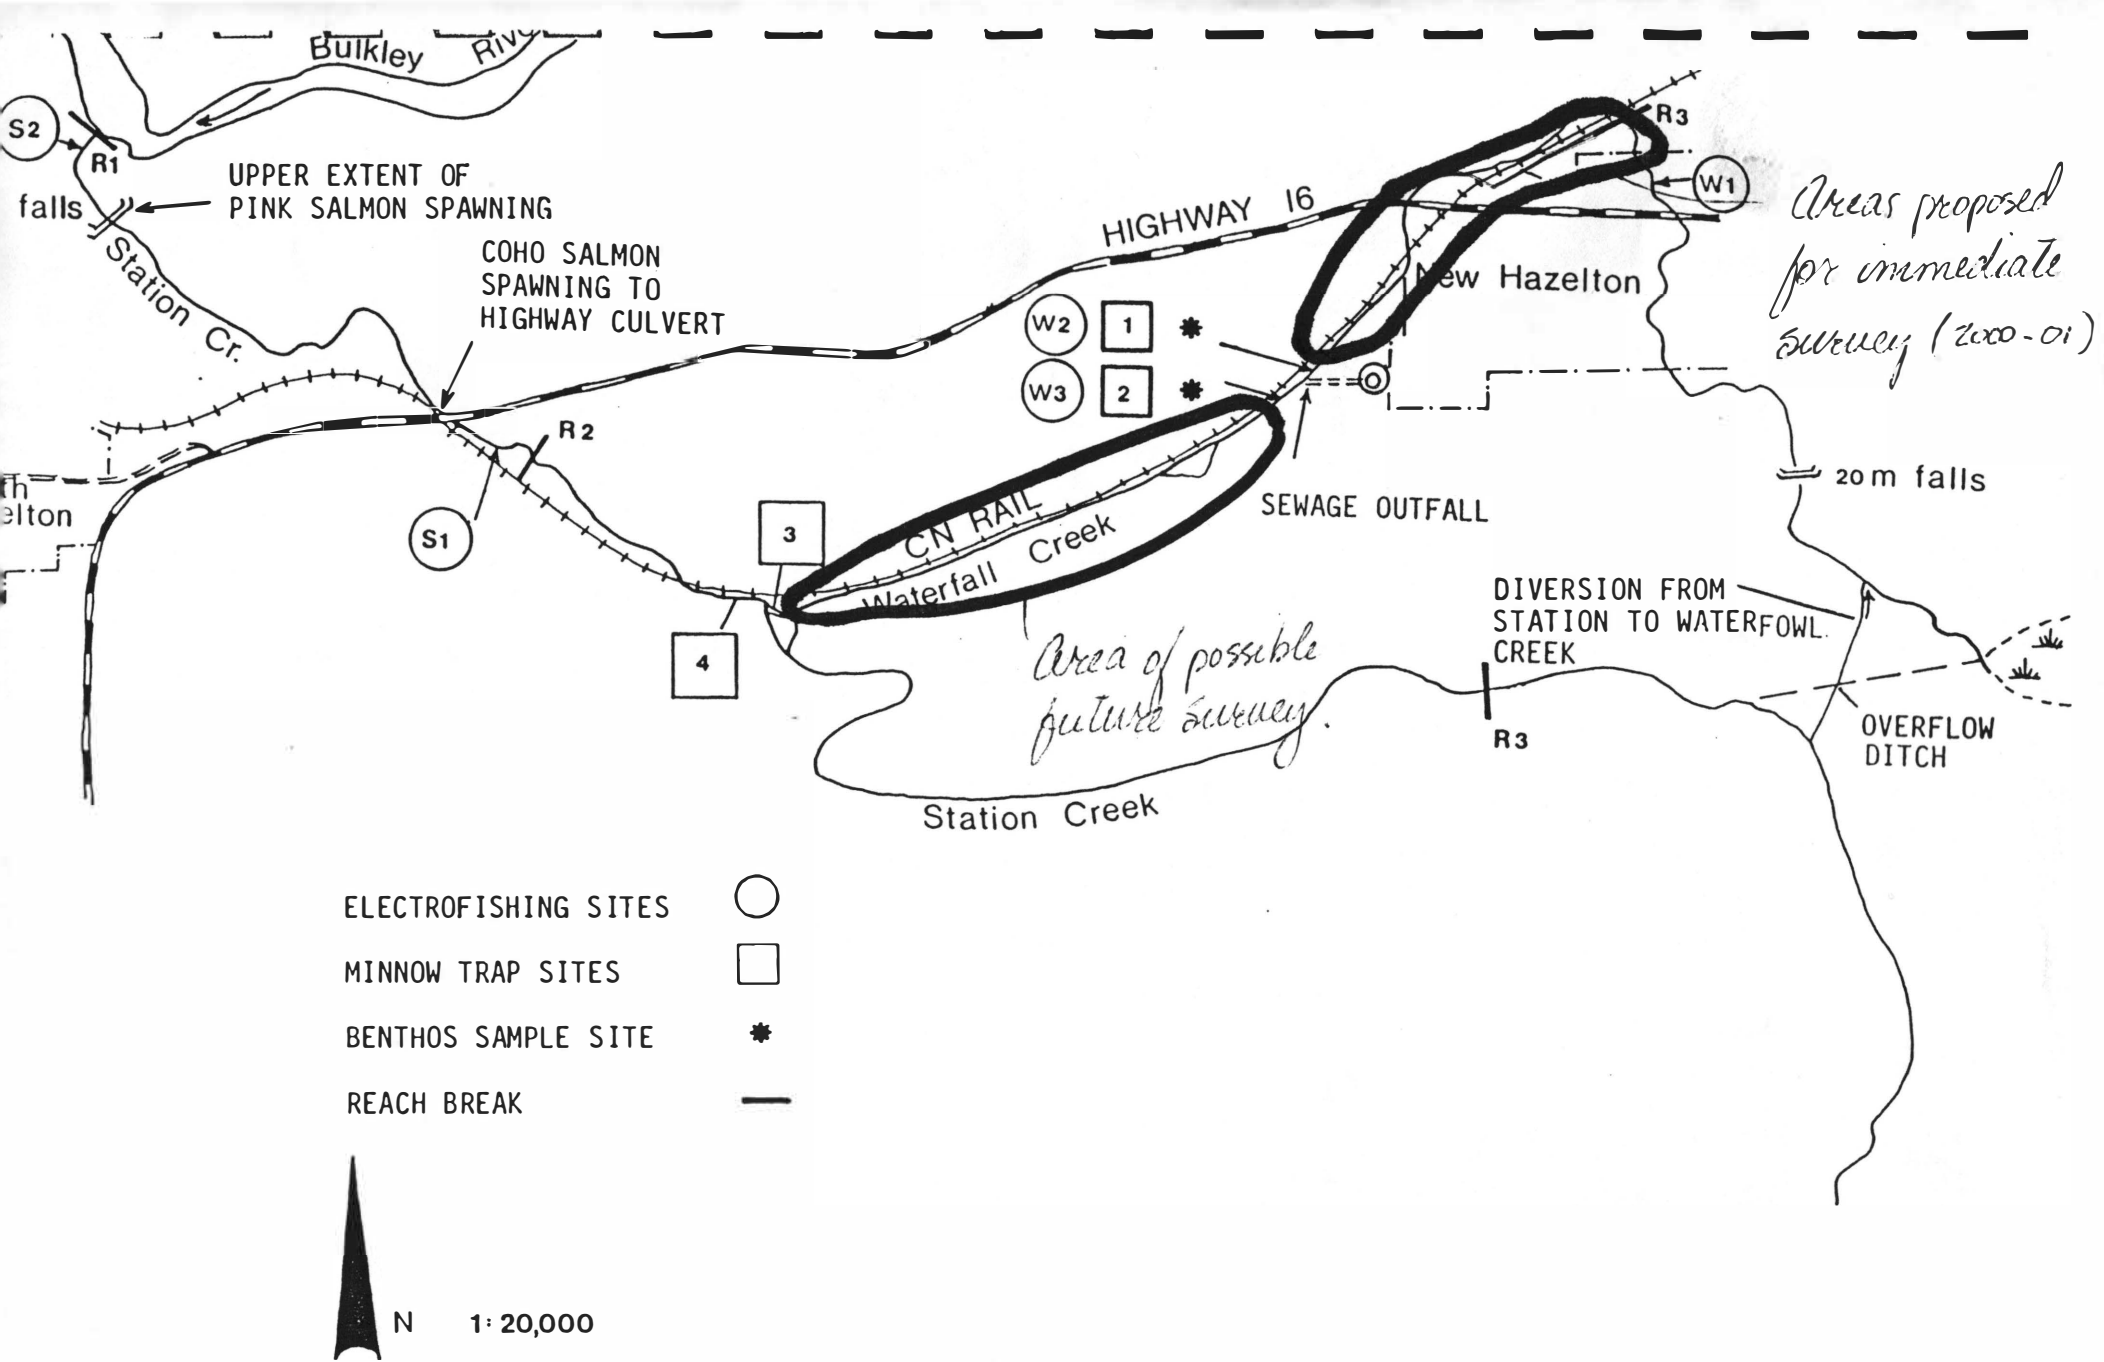 Bulkley River
S2
R1
falls
UPPER EXTENT OF
PINK SALMON SPAWNING
Station Cr.
COHO SALMON
SPAWNING TO
HIGHWAY CULVERT
HIGHWAY 16
R3
W1
Areas proposed
for immediate
survey (2000-01)
New Hazelton
W2 1
W3 2
R2
th
elton
S1
SEWAGE OUTFALL
20m falls
3
CN RAIL
Waterfall Creek
4
Area of possible
future survey.
DIVERSION FROM
STATION TO WATERFOWL
CREEK
R3
OVERFLOW
DITCH
Station Creek
ELECTROFISHING SITES
MINNOW TRAP SITES
BENTHOS SAMPLE SITE
REACH BREAK
N 1:20,000